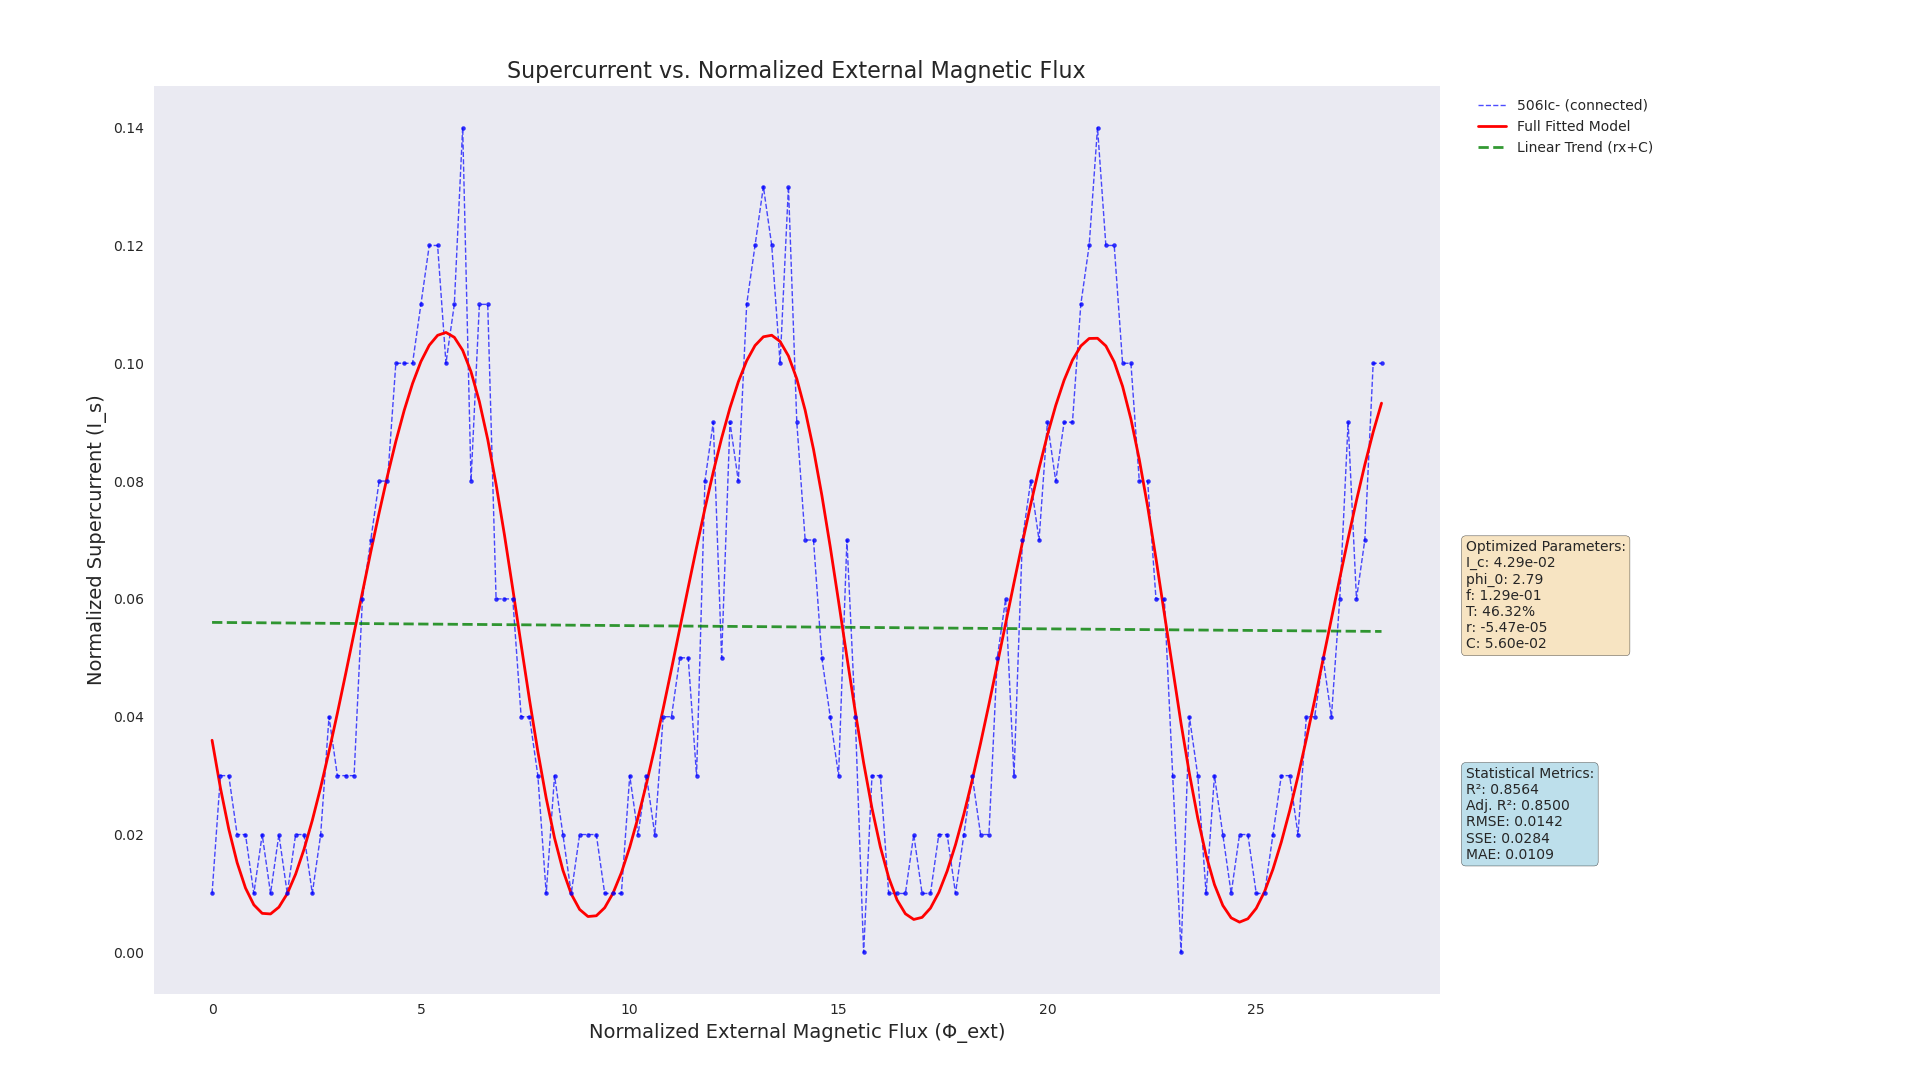 Supercurrent vs. Normalized External Magnetic Flux
506Ic- (connected)
Full Fitted Model
Linear Trend (rx+C)
Normalized Supercurrent (I_s)
0.14
0.12
0.10
0.08
0.06
0.04
0.02
0.00
0
5
10
15
20
25
Normalized External Magnetic Flux (Φ_ext)
Optimized Parameters:
I_c: 4.29e-02
phi_0: 2.79
f: 1.29e-01
T: 46.32%
r: -5.47e-05
C: 5.60e-02
Statistical Metrics:
R²: 0.8564
Adj. R²: 0.8500
RMSE: 0.0142
SSE: 0.0284
MAE: 0.0109